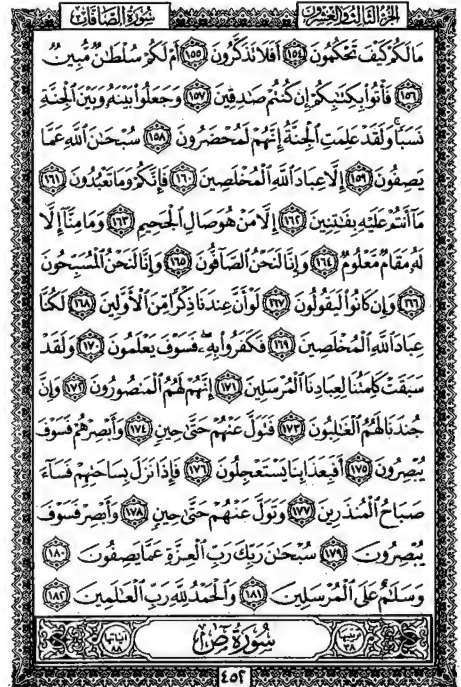 الجزء الثالث والعشرون سورة الصافات
مَا لَكُمْ كَيْفَ تَحْكُمُونَ ١٥٤ أَفَلَا تَذَكَّرُونَ ١٥٥ أَمْ لَكُمْ سُلْطَانٌ مُّبِينٌ
١٥٦ فَأْتُوا بِكِتَابِكُمْ إِن كُنتُمْ صَادِقِينَ ١٥٧ وَجَعَلُوا بَيْنَهُ وَبَيْنَ الْجِنَّةِ
نَسَبًا وَلَقَدْ عَلِمَتِ الْجِنَّةُ إِنَّهُمْ لَمُحْضَرُونَ ١٥٨ سُبْحَانَ اللَّهِ عَمَّا
يَصِفُونَ ١٥٩ إِلَّا عِبَادَ اللَّهِ الْمُخْلَصِينَ ١٦٠ فَإِنَّكُمْ وَمَا تَعْبُدُونَ ١٦١
مَا أَنتُمْ عَلَيْهِ بِفَاتِنِينَ ١٦٢ إِلَّا مَنْ هُوَ صَالِ الْجَحِيمِ ١٦٣ وَمَا مِنَّا إِلَّا
لَهُ مَقَامٌ مَّعْلُومٌ ١٦٤ وَإِنَّا لَنَحْنُ الصَّافُّونَ ١٦٥ وَإِنَّا لَنَحْنُ الْمُسَبِّحُونَ
١٦٦ وَإِن كَانُوا لَيَقُولُونَ ١٦٧ لَوْ أَنَّ عِندَنَا ذِكْرًا مِّنَ الْأَوَّلِينَ ١٦٨ لَكُنَّا
عِبَادَ اللَّهِ الْمُخْلَصِينَ ١٦٩ فَكَفَرُوا بِهِ ۖ فَسَوْفَ يَعْلَمُونَ ١٧٠ وَلَقَدْ
سَبَقَتْ كَلِمَتُنَا لِعِبَادِنَا الْمُرْسَلِينَ ١٧١ إِنَّهُمْ لَهُمُ الْمَنصُورُونَ ١٧٢ وَإِنَّ
جُندَنَا لَهُمُ الْغَالِبُونَ ١٧٣ فَتَوَلَّ عَنْهُمْ حَتَّىٰ حِينٍ ١٧٤ وَأَبْصِرْهُمْ فَسَوْفَ
يُبْصِرُونَ ١٧٥ أَفَبِعَذَابِنَا يَسْتَعْجِلُونَ ١٧٦ فَإِذَا نَزَلَ بِسَاحَتِهِمْ فَسَاءَ
صَبَاحُ الْمُنذَرِينَ ١٧٧ وَتَوَلَّ عَنْهُمْ حَتَّىٰ حِينٍ ١٧٨ وَأَبْصِرْ فَسَوْفَ
يُبْصِرُونَ ١٧٩ سُبْحَانَ رَبِّكَ رَبِّ الْعِزَّةِ عَمَّا يَصِفُونَ ١٨٠
وَسَلَامٌ عَلَى الْمُرْسَلِينَ ١٨١ وَالْحَمْدُ لِلَّهِ رَبِّ الْعَالَمِينَ ١٨٢
ترتيبها ٣٨ سُورَةُ ص آياتها ٨٨
٤٥٢